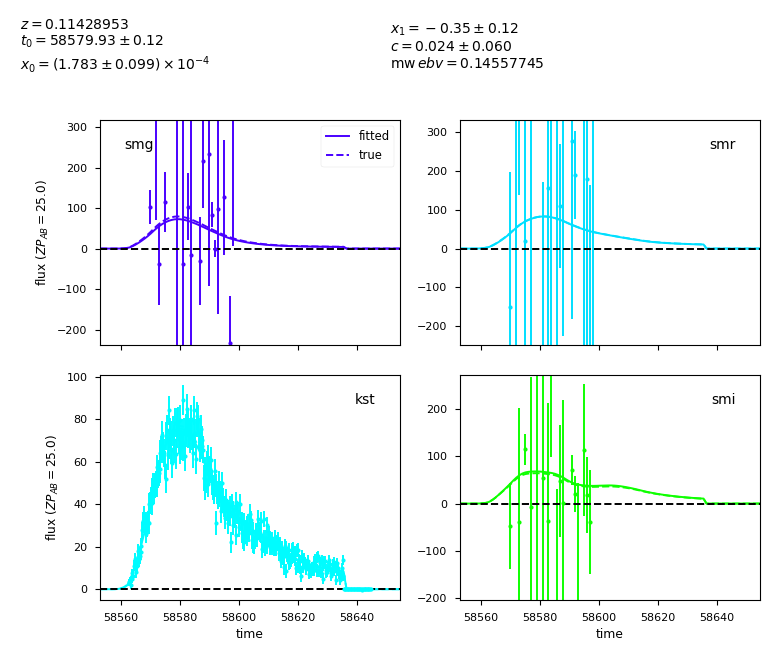 z = 0.11428953
t₀ = 58579.93 ± 0.12
x₀ = (1.783 ± 0.099) × 10⁻⁴
x₁ = −0.35 ± 0.12
c = 0.024 ± 0.060
mw ebv = 0.14557745
smg
fitted
true
300
200
100
0
−100
−200
flux (ZP_AB = 25.0)
smr
300
200
100
0
−100
−200
kst
100
80
60
40
20
0
flux (ZP_AB = 25.0)
58560 58580 58600 58620 58640
time
smi
200
100
0
−100
−200
58560 58580 58600 58620 58640
time